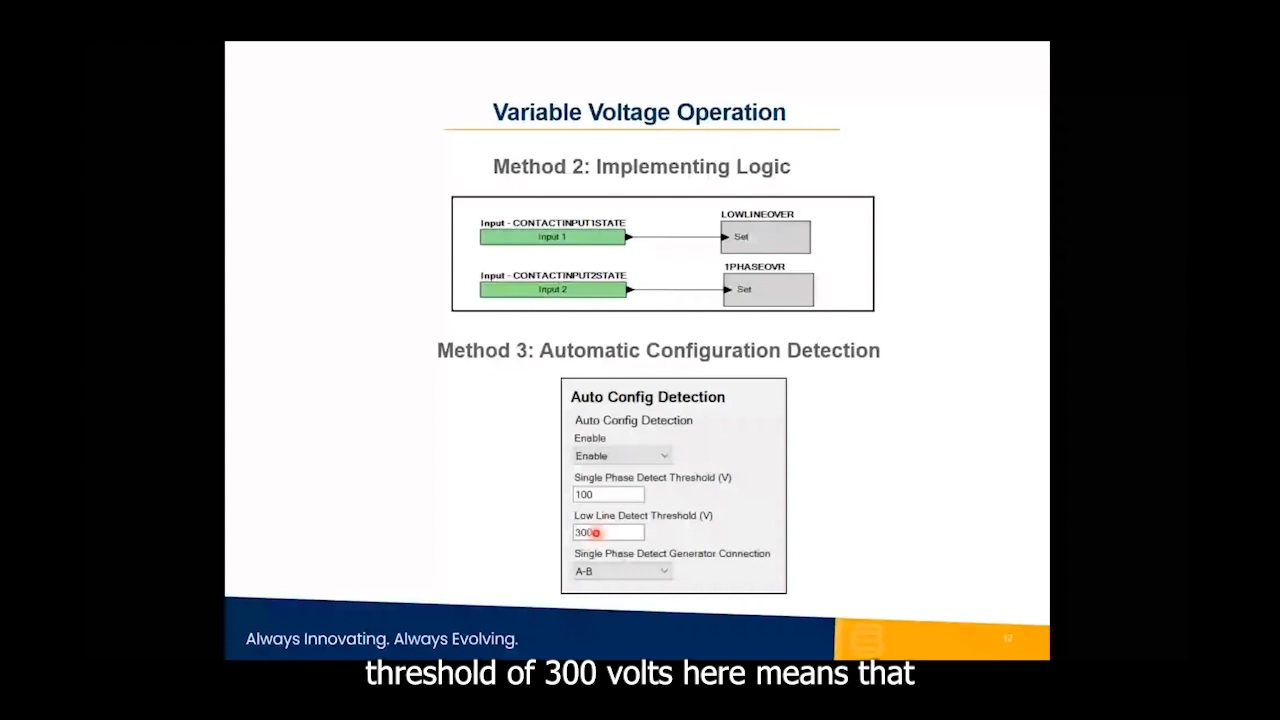 Variable Voltage Operation
Method 2: Implementing Logic
Input - CONTACTINPUT1STATE
Input 1
LOWLINEOVER
Set
Input - CONTACTINPUT2STATE
Input 2
1PHASEOVR
Set
Method 3: Automatic Configuration Detection
Auto Config Detection
Auto Config Detection
Enable
Enable
Single Phase Detect Threshold (V)
100
Low Line Detect Threshold (V)
300
Single Phase Detect Generator Connection
A-B
Always Innovating. Always Evolving.
threshold of 300 volts here means that